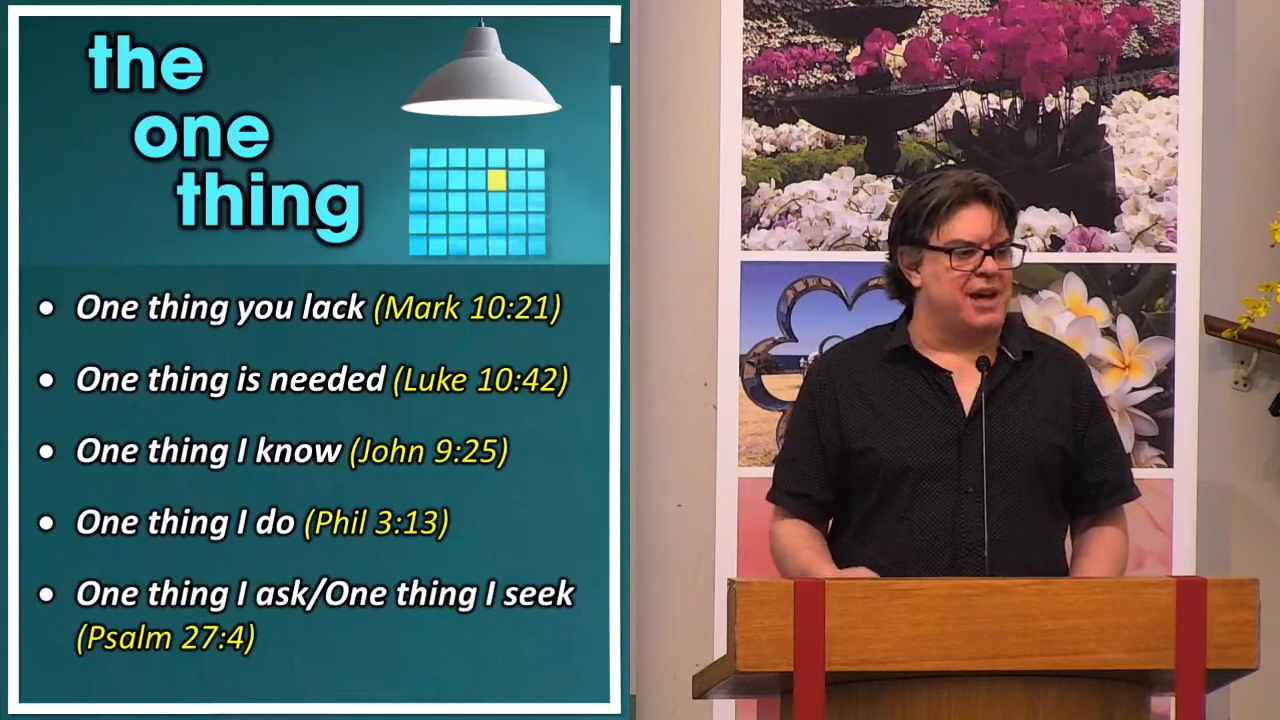 the
one
thing
• One thing you lack (Mark 10:21)
• One thing is needed (Luke 10:42)
• One thing I know (John 9:25)
• One thing I do (Phil 3:13)
• One thing I ask/One thing I seek
(Psalm 27:4)